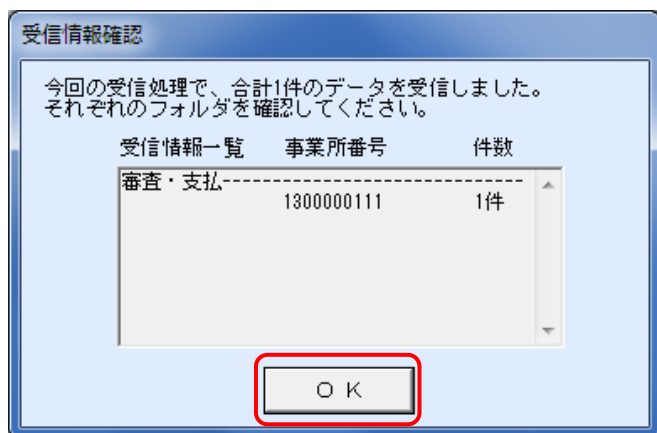 受信情報確認
今回の受信処理で、合計1件のデータを受信しました。
それぞれのフォルダを確認してください。
受信情報一覧 事業所番号 件数
審査・支払------------------------------
1300000111 1件
ＯＫ